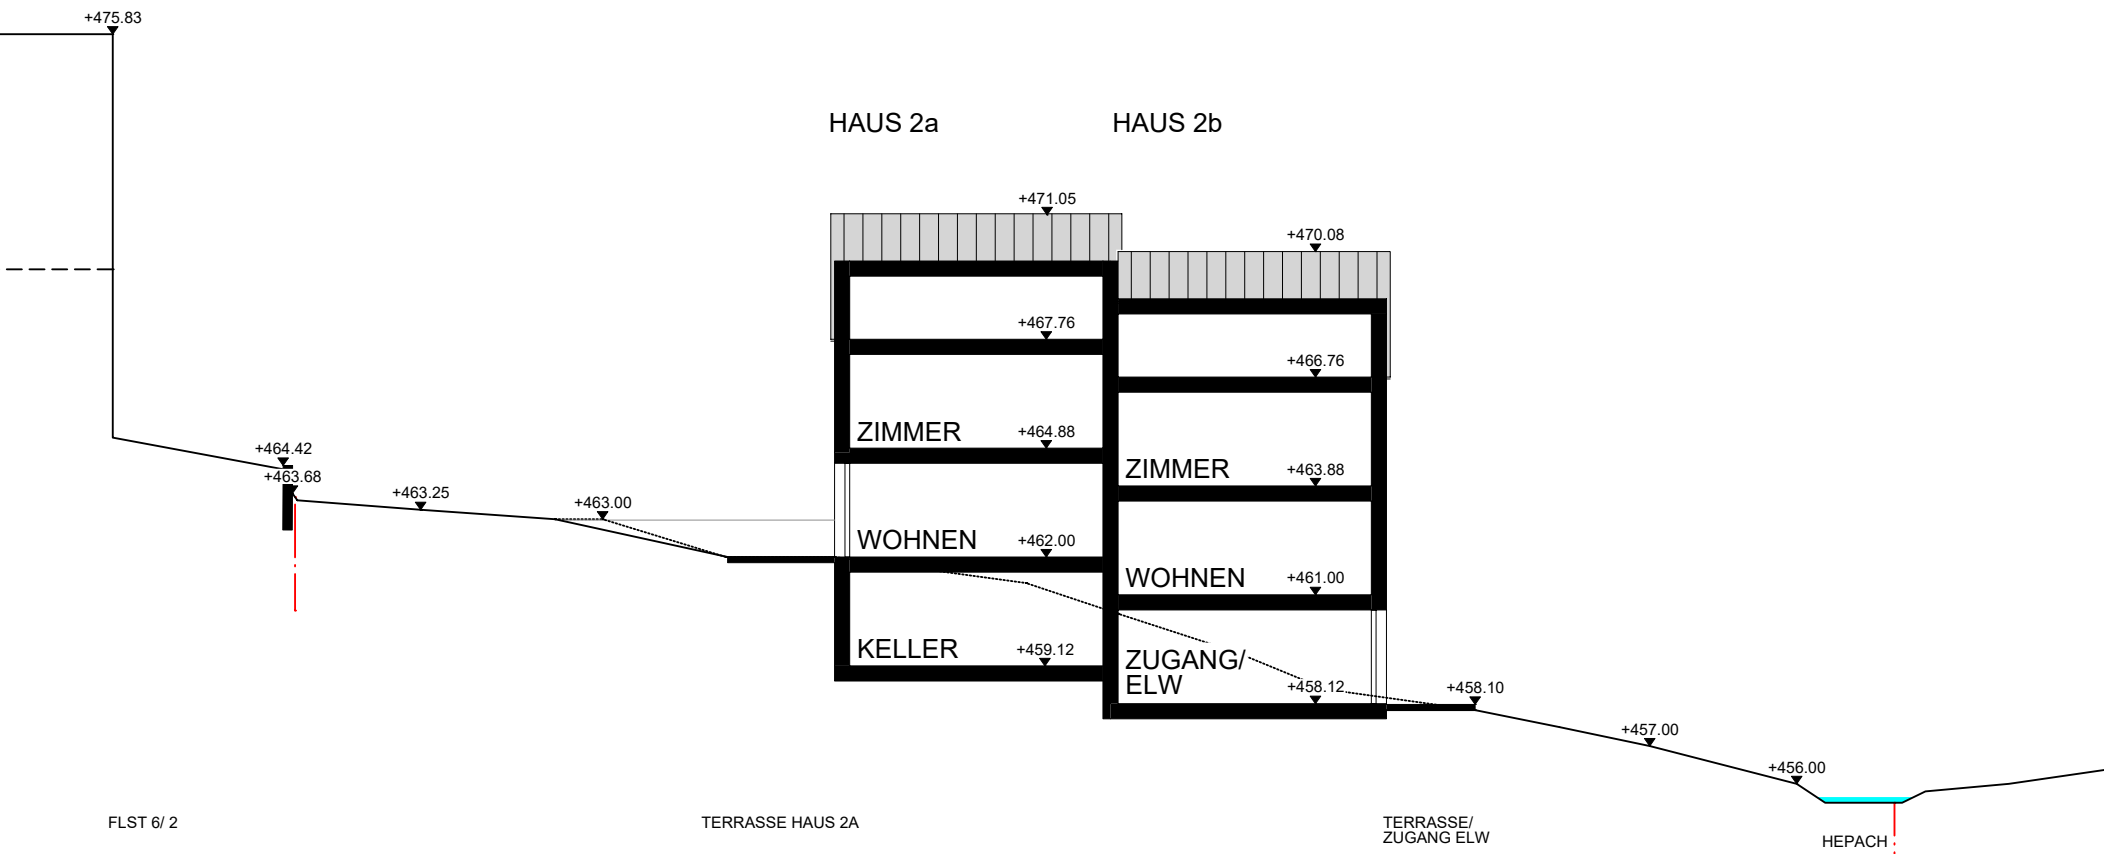 +475.83
HAUS 2a
HAUS 2b
+471.05
+470.08
+467.76
+466.76
ZIMMER
+464.88
+464.42
ZIMMER
+463.88
+463.68
+463.25
+463.00
WOHNEN
+462.00
WOHNEN
+461.00
KELLER
+459.12
ZUGANG/
ELW
+458.12
+458.10
+457.00
+456.00
FLST 6/ 2
TERRASSE HAUS 2A
TERRASSE/
ZUGANG ELW
HEPACH